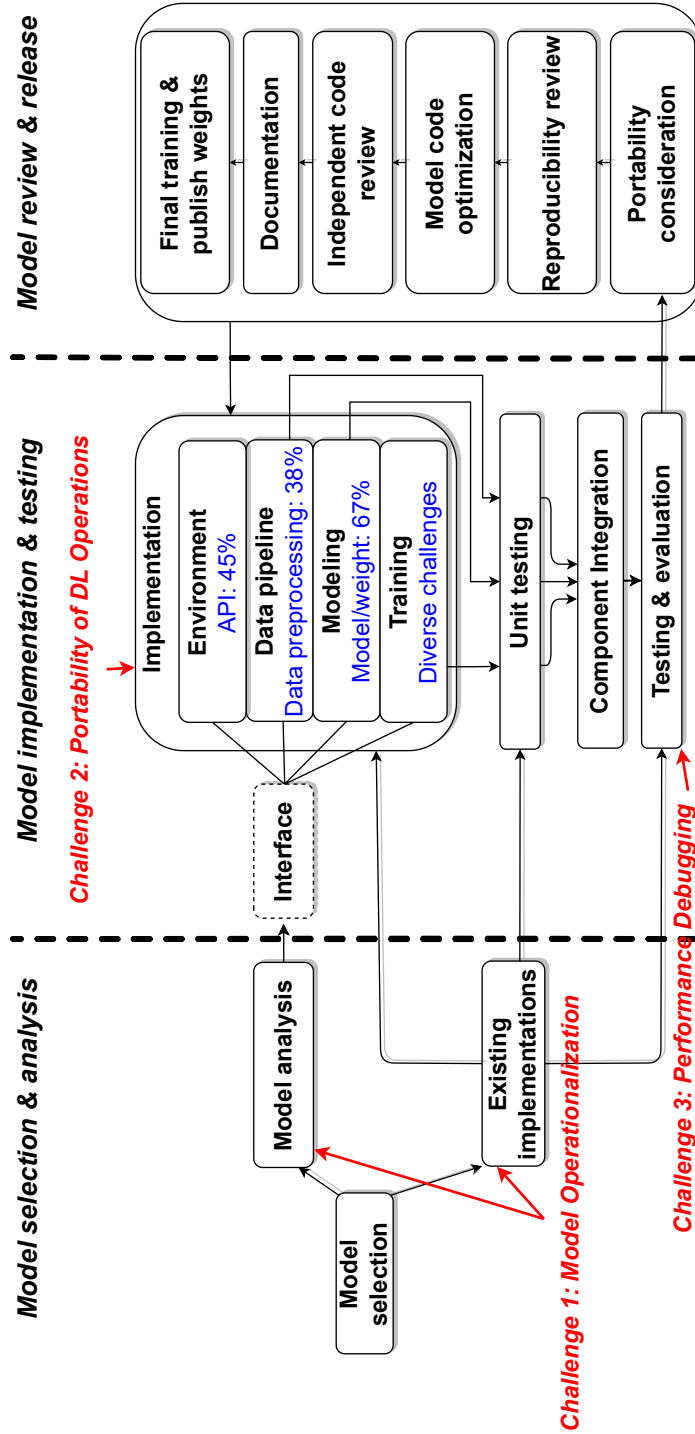 Model selection & analysis
Model implementation & testing
Model review & release
Challenge 2: Portability of DL Operations
Model
selection
Model analysis
Existing
implementations
Challenge 1: Model Operationalization
Interface
Implementation
Environment
API: 45%
Data pipeline
Data preprocessing: 38%
Modeling
Model/weight: 67%
Training
Diverse challenges
Unit testing
Component Integration
Testing & evaluation
Challenge 3: Performance Debugging
Final training &
publish weights
Documentation
Independent code
review
Model code
optimization
Reproducibility review
Portability
consideration